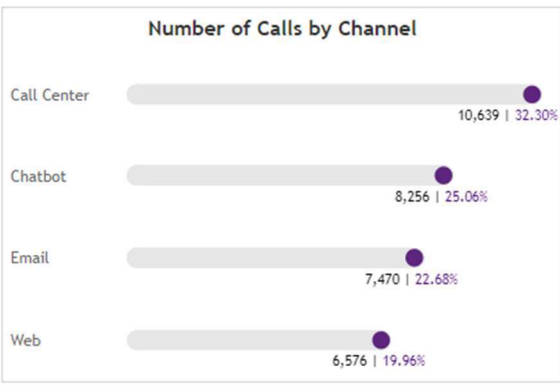 Number of Calls by Channel
Call Center
10,639 | 32.30%
Chatbot
8,256 | 25.06%
Email
7,470 | 22.68%
Web
6,576 | 19.96%